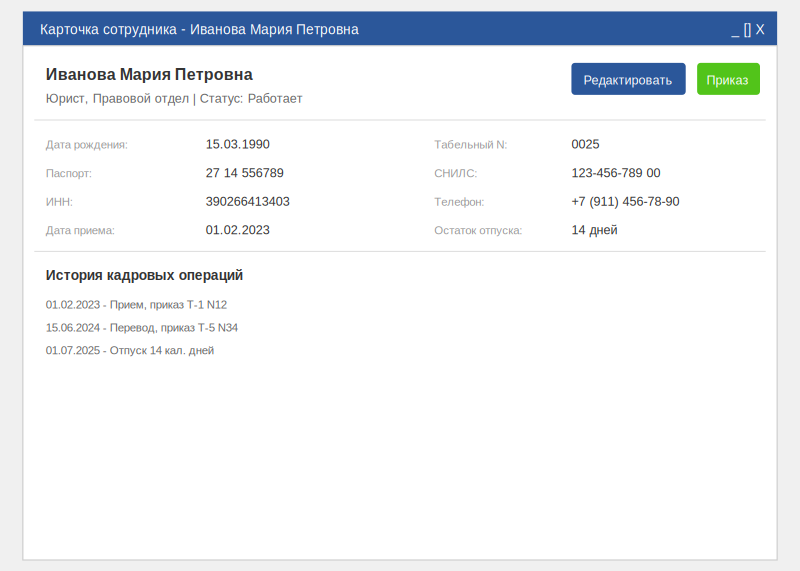 Карточка сотрудника - Иванова Мария Петровна _ [] X
Иванова Мария Петровна
Юрист, Правовой отдел | Статус: Работает
Редактировать Приказ
Дата рождения: 15.03.1990 Табельный N: 0025
Паспорт: 27 14 556789 СНИЛС: 123-456-789 00
ИНН: 390266413403 Телефон: +7 (911) 456-78-90
Дата приема: 01.02.2023 Остаток отпуска: 14 дней
История кадровых операций
01.02.2023 - Прием, приказ Т-1 N12
15.06.2024 - Перевод, приказ Т-5 N34
01.07.2025 - Отпуск 14 кал. дней